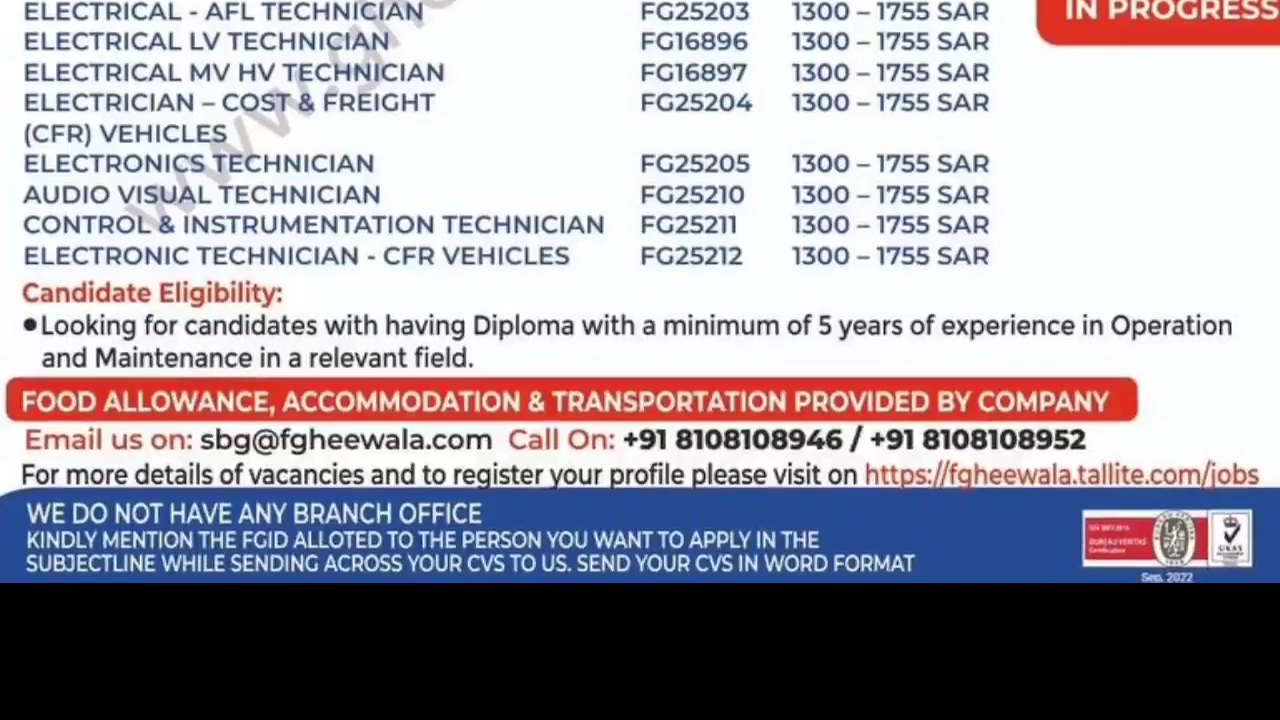 IN PROGRESS
ELECTRICAL - AFL TECHNICIAN FG25203 1300 – 1755 SAR
ELECTRICAL LV TECHNICIAN FG16896 1300 – 1755 SAR
ELECTRICAL MV HV TECHNICIAN FG16897 1300 – 1755 SAR
ELECTRICIAN – COST & FREIGHT FG25204 1300 – 1755 SAR
(CFR) VEHICLES
ELECTRONICS TECHNICIAN FG25205 1300 – 1755 SAR
AUDIO VISUAL TECHNICIAN FG25210 1300 – 1755 SAR
CONTROL & INSTRUMENTATION TECHNICIAN FG25211 1300 – 1755 SAR
ELECTRONIC TECHNICIAN - CFR VEHICLES FG25212 1300 – 1755 SAR
Candidate Eligibility:
●Looking for candidates with having Diploma with a minimum of 5 years of experience in Operation
and Maintenance in a relevant field.
FOOD ALLOWANCE, ACCOMMODATION & TRANSPORTATION PROVIDED BY COMPANY
Email us on: sbg@fgheewala.com Call On: +91 8108108946 / +91 8108108952
For more details of vacancies and to register your profile please visit on https://fgheewala.tallite.com/jobs
WE DO NOT HAVE ANY BRANCH OFFICE
KINDLY MENTION THE FGID ALLOTED TO THE PERSON YOU WANT TO APPLY IN THE
SUBJECTLINE WHILE SENDING ACROSS YOUR CVS TO US. SEND YOUR CVS IN WORD FORMAT
BUREAU VERITAS
Certification
UKAS
Sep. 2022